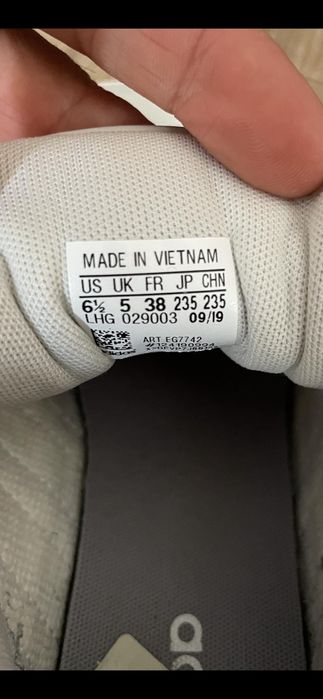 MADE IN VIETNAM
US UK FR JP CHN
6½ 5 38 235 235
LHG 029003 09/19
ART.EG7742
#124190994
adidas